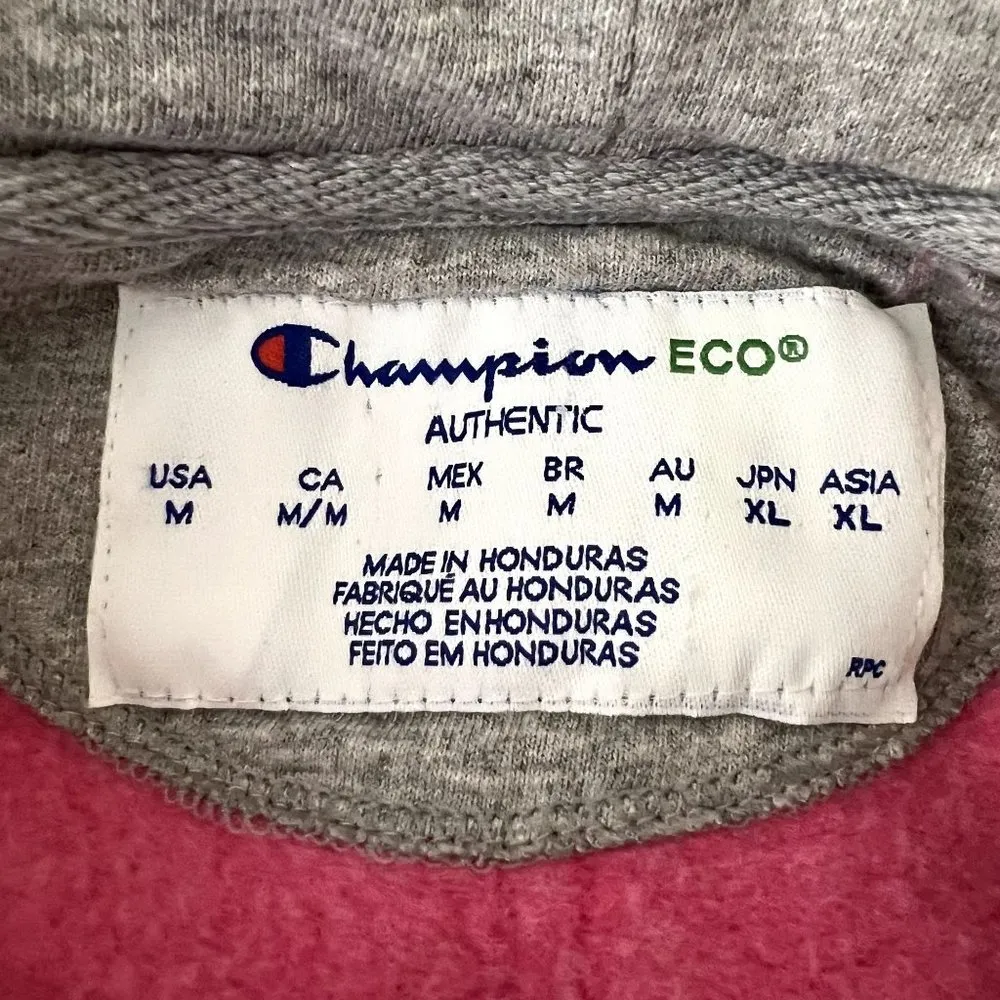 Champion ECO®
AUTHENTIC
USA CA MEX BR AU JPN ASIA
M M/M M M M XL XL
MADE IN HONDURAS
FABRIQUÉ AU HONDURAS
HECHO EN HONDURAS
FEITO EM HONDURAS
RPC